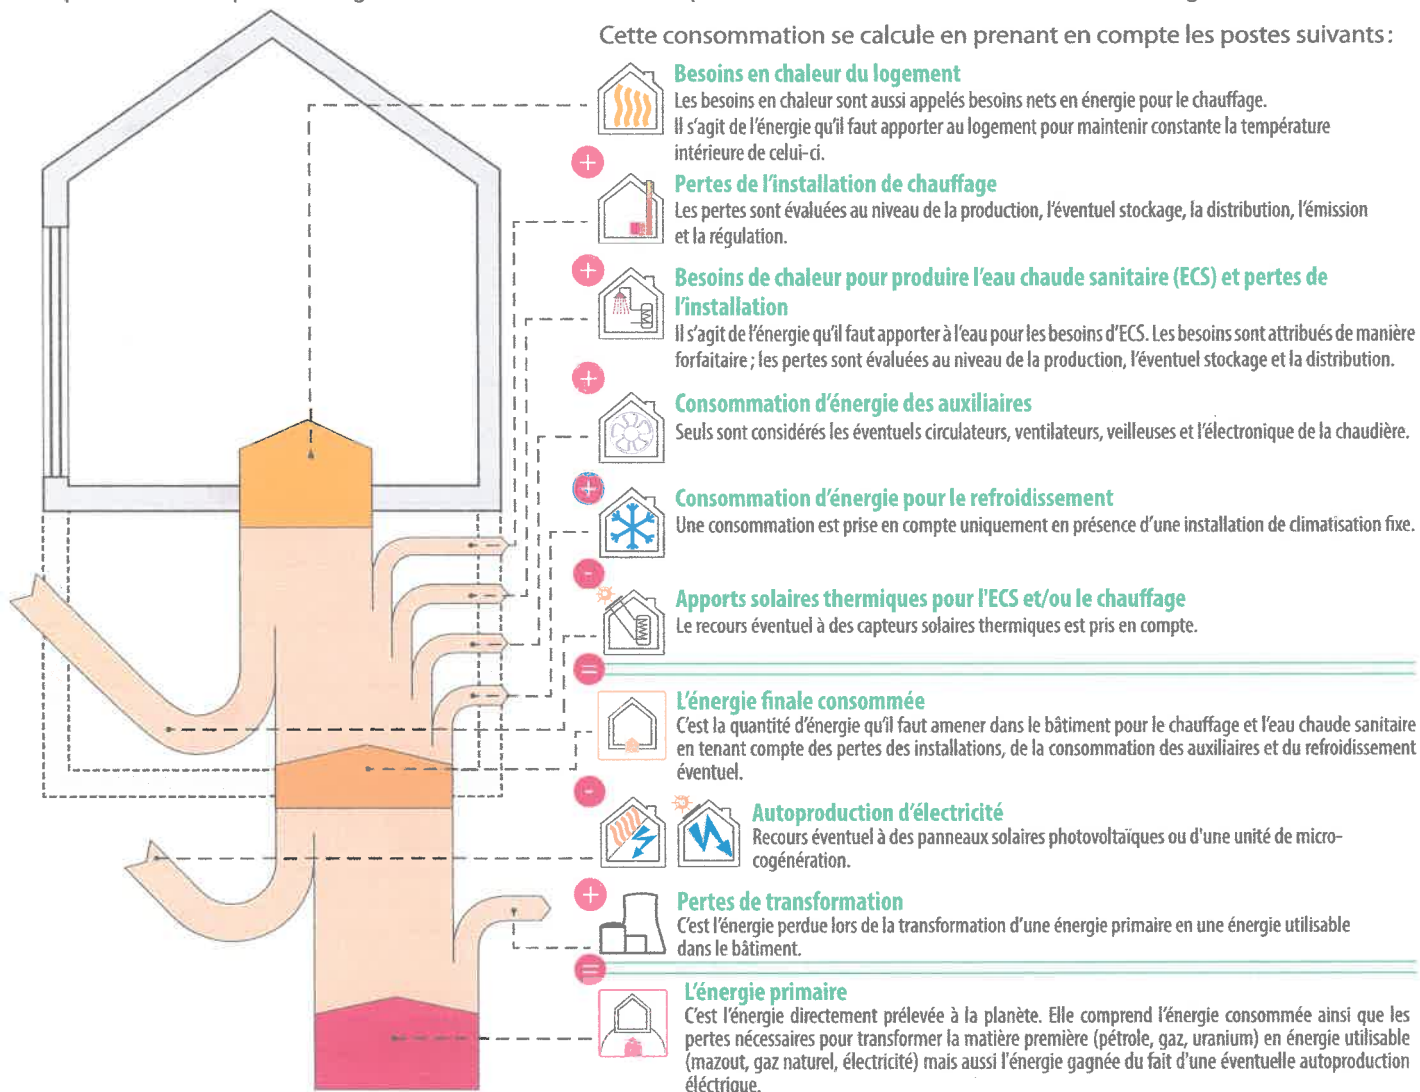 Cette consommation se calcule en prenant en compte les postes suivants :
Besoins en chaleur du logement
Les besoins en chaleur sont aussi appelés besoins nets en énergie pour le chauffage.
Il s'agit de l'énergie qu'il faut apporter au logement pour maintenir constante la température
intérieure de celui-ci.
+
Pertes de l'installation de chauffage
Les pertes sont évaluées au niveau de la production, l'éventuel stockage, la distribution, l'émission
et la régulation.
+
Besoins de chaleur pour produire l'eau chaude sanitaire (ECS) et pertes de
l'installation
Il s'agit de l'énergie qu'il faut apporter à l'eau pour les besoins d'ECS. Les besoins sont attribués de manière
forfaitaire ; les pertes sont évaluées au niveau de la production, l'éventuel stockage et la distribution.
+
Consommation d'énergie des auxiliaires
Seuls sont considérés les éventuels circulateurs, ventilateurs, veilleuses et l'électronique de la chaudière.
+
Consommation d'énergie pour le refroidissement
Une consommation est prise en compte uniquement en présence d'une installation de climatisation fixe.
-
Apports solaires thermiques pour l'ECS et/ou le chauffage
Le recours éventuel à des capteurs solaires thermiques est pris en compte.
=
L'énergie finale consommée
C'est la quantité d'énergie qu'il faut amener dans le bâtiment pour le chauffage et l'eau chaude sanitaire
en tenant compte des pertes des installations, de la consommation des auxiliaires et du refroidissement
éventuel.
-
Autoproduction d'électricité
Recours éventuel à des panneaux solaires photovoltaïques ou d'une unité de micro-
cogénération.
+
Pertes de transformation
C'est l'énergie perdue lors de la transformation d'une énergie primaire en une énergie utilisable
dans le bâtiment.
=
L'énergie primaire
C'est l'énergie directement prélevée à la planète. Elle comprend l'énergie consommée ainsi que les
pertes nécessaires pour transformer la matière première (pétrole, gaz, uranium) en énergie utilisable
(mazout, gaz naturel, électricité) mais aussi l'énergie gagnée du fait d'une éventuelle autoproduction
éléctrique.